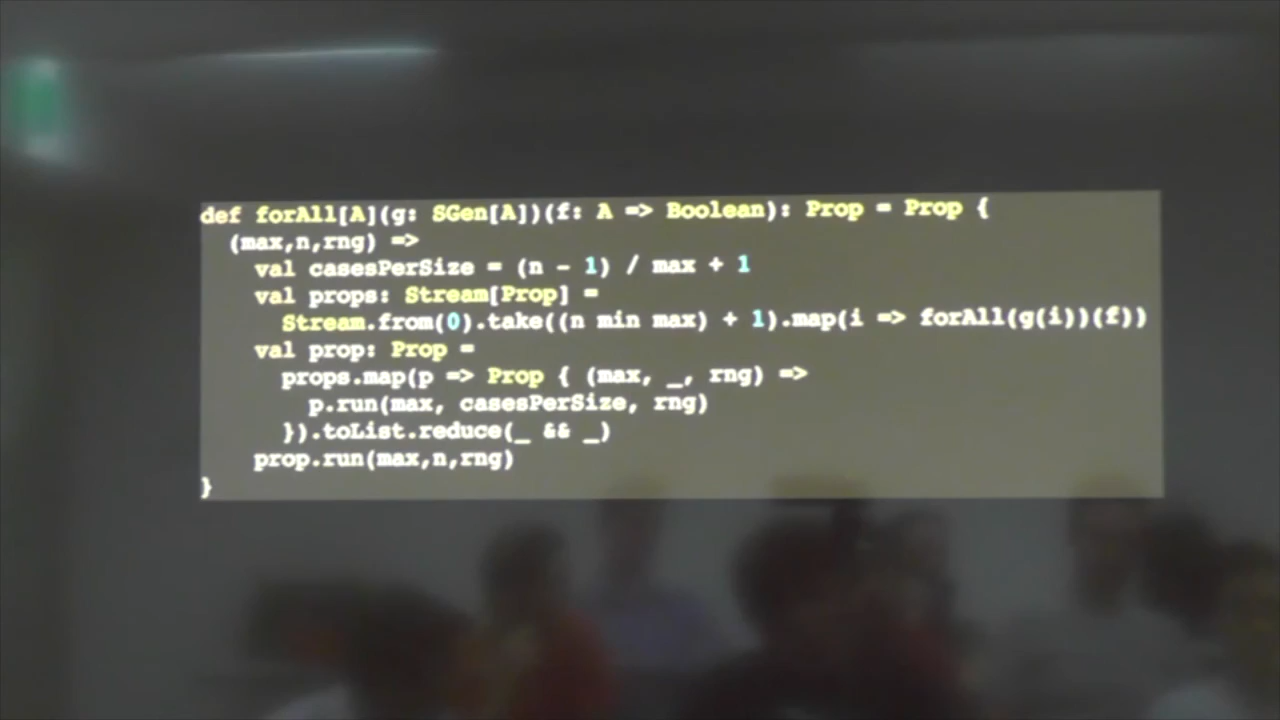 def forAll[A](g: SGen[A])(f: A => Boolean): Prop = Prop {
  (max,n,rng) =>
    val casesPerSize = (n - 1) / max + 1
    val props: Stream[Prop] =
      Stream.from(0).take((n min max) + 1).map(i => forAll(g(i))(f))
    val prop: Prop =
      props.map(p => Prop { (max, _, rng) =>
        p.run(max, casesPerSize, rng)
      }).toList.reduce(_ && _)
    prop.run(max,n,rng)
}